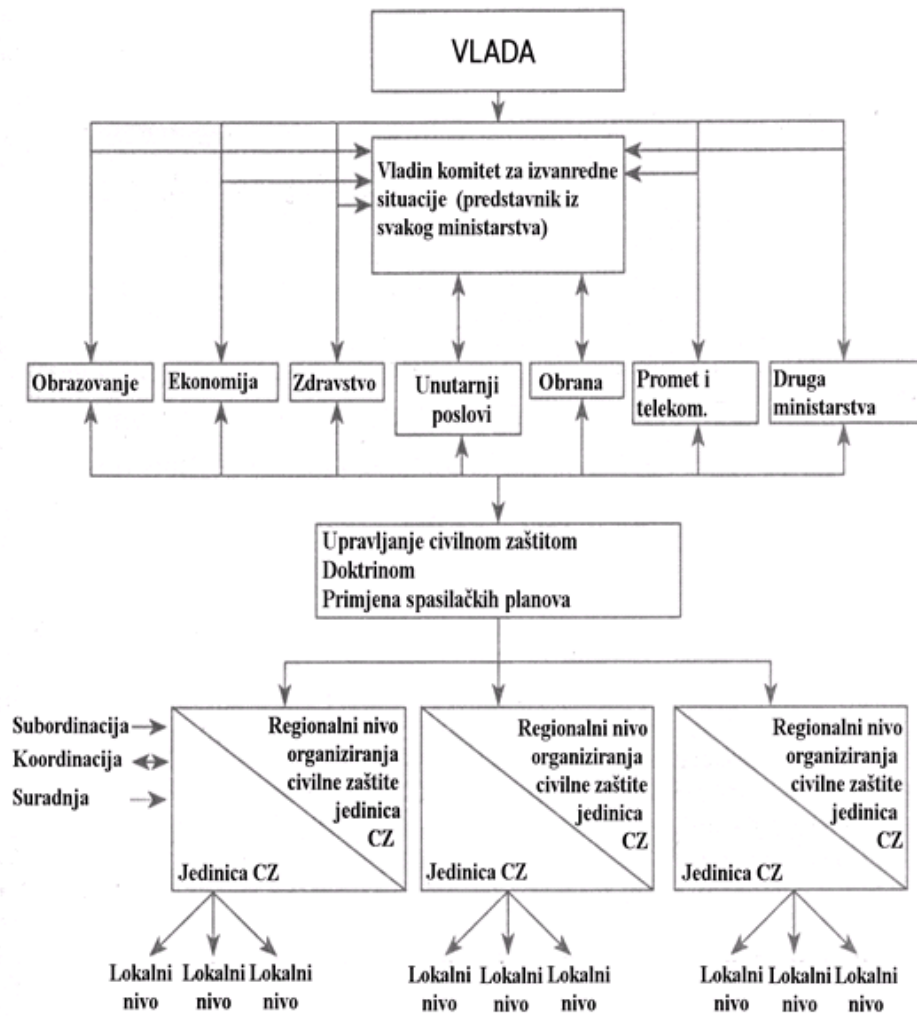 VLADA
Vladin komitet za izvanredne
situacije (predstavnik iz
svakog ministarstva)
Obrazovanje
Ekonomija
Zdravstvo
Unutarnji
poslovi
Obrana
Promet i
telekom.
Druga
ministarstva
Upravljanje civilnom zaštitom
Doktrinom
Primjena spasilačkih planova
Subordinacija
Koordinacija
Suradnja
Regionalni nivo
organiziranja
civilne zaštite
jedinica
CZ
Jedinica CZ
Regionalni nivo
organiziranja
civilne zaštite
jedinica
CZ
Jedinica CZ
Regionalni nivo
organiziranja
civilne zaštite
jedinica
CZ
Jedinica CZ
Lokalni
nivo
Lokalni
nivo
Lokalni
nivo
Lokalni
nivo
Lokalni
nivo
Lokalni
nivo
Lokalni
nivo
Lokalni
nivo
Lokalni
nivo